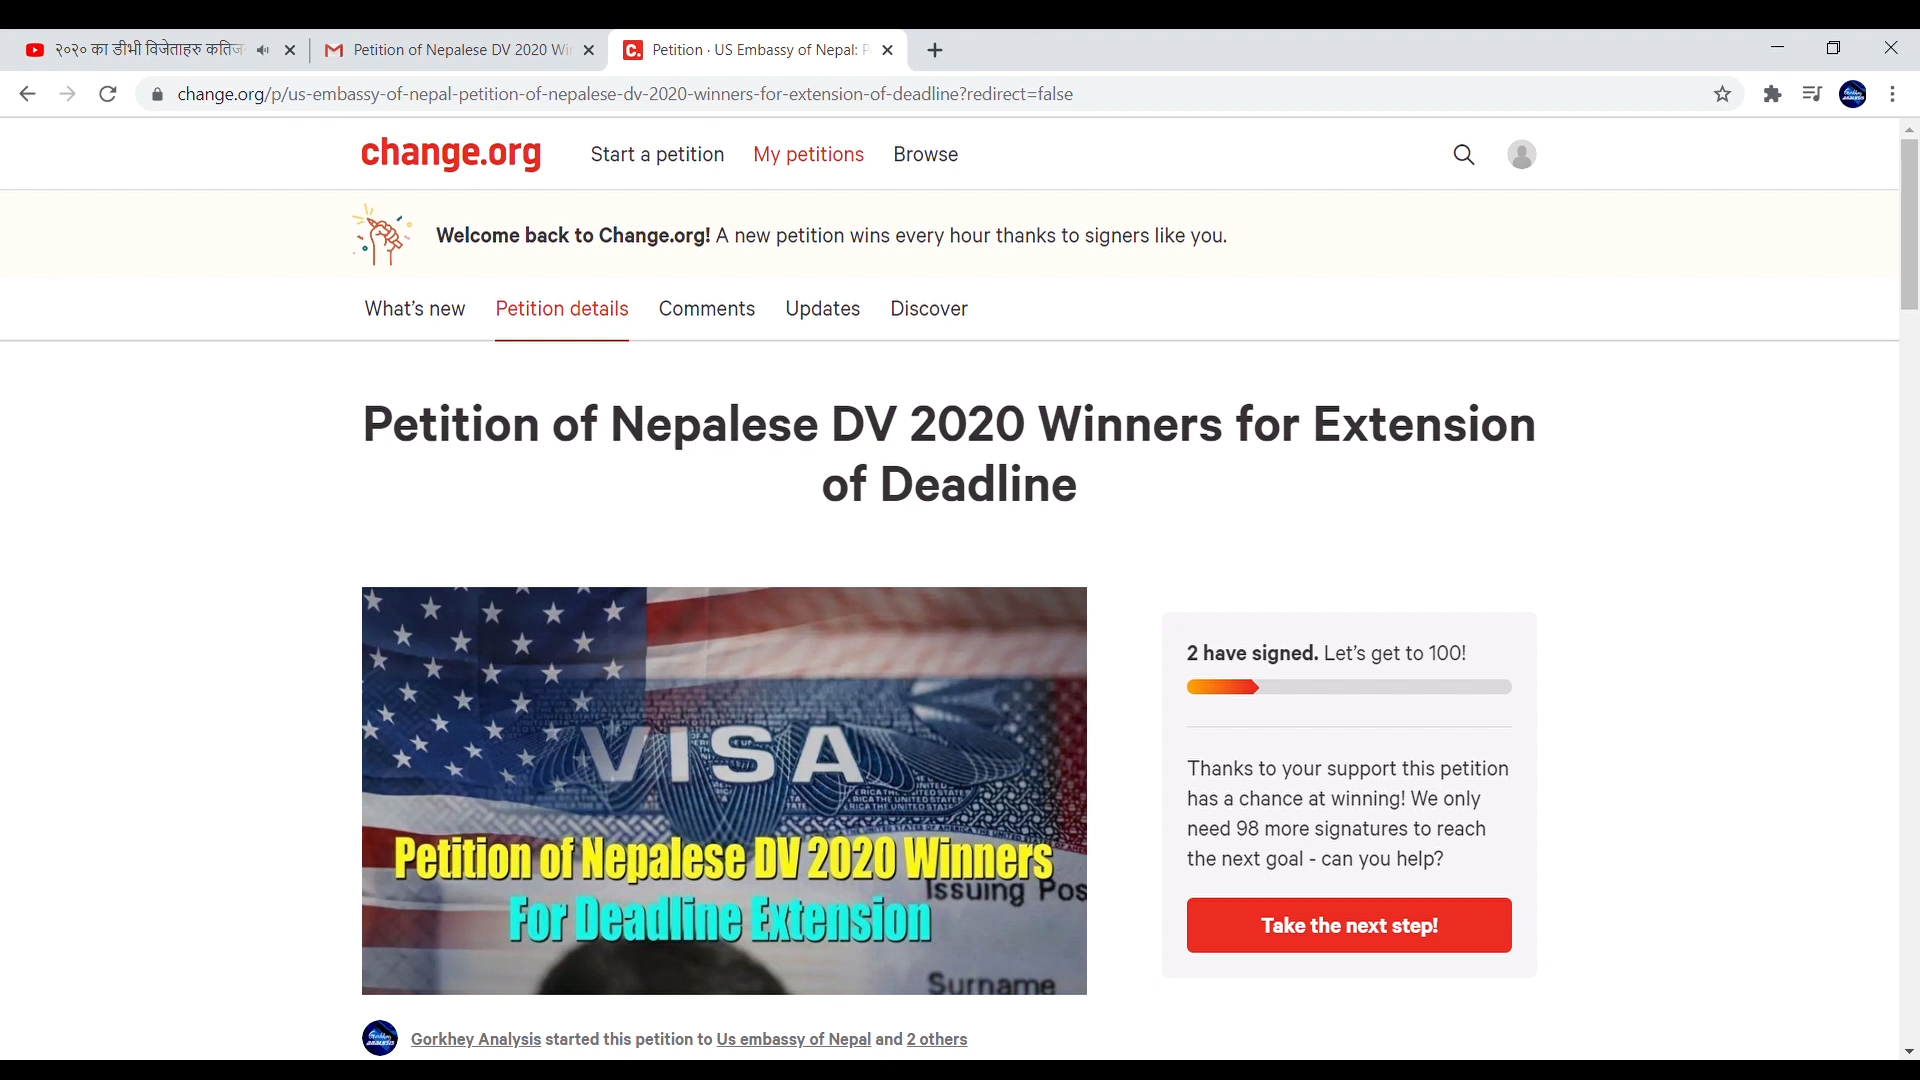 २०२० का डीभी विजेताहरु कतिज
Petition of Nepalese DV 2020 Wi
Petition · US Embassy of Nepal: P
change.org/p/us-embassy-of-nepal-petition-of-nepalese-dv-2020-winners-for-extension-of-deadline?redirect=false
change.org
Start a petition
My petitions
Browse
Welcome back to Change.org! A new petition wins every hour thanks to signers like you.
What's new
Petition details
Comments
Updates
Discover
Petition of Nepalese DV 2020 Winners for Extension
of Deadline
VISA
Petition of Nepalese DV 2020 Winners
Issuing Pos
For Deadline Extension
Surname
2 have signed. Let's get to 100!
Thanks to your support this petition
has a chance at winning! We only
need 98 more signatures to reach
the next goal - can you help?
Take the next step!
Gorkhey Analysis started this petition to Us embassy of Nepal and 2 others